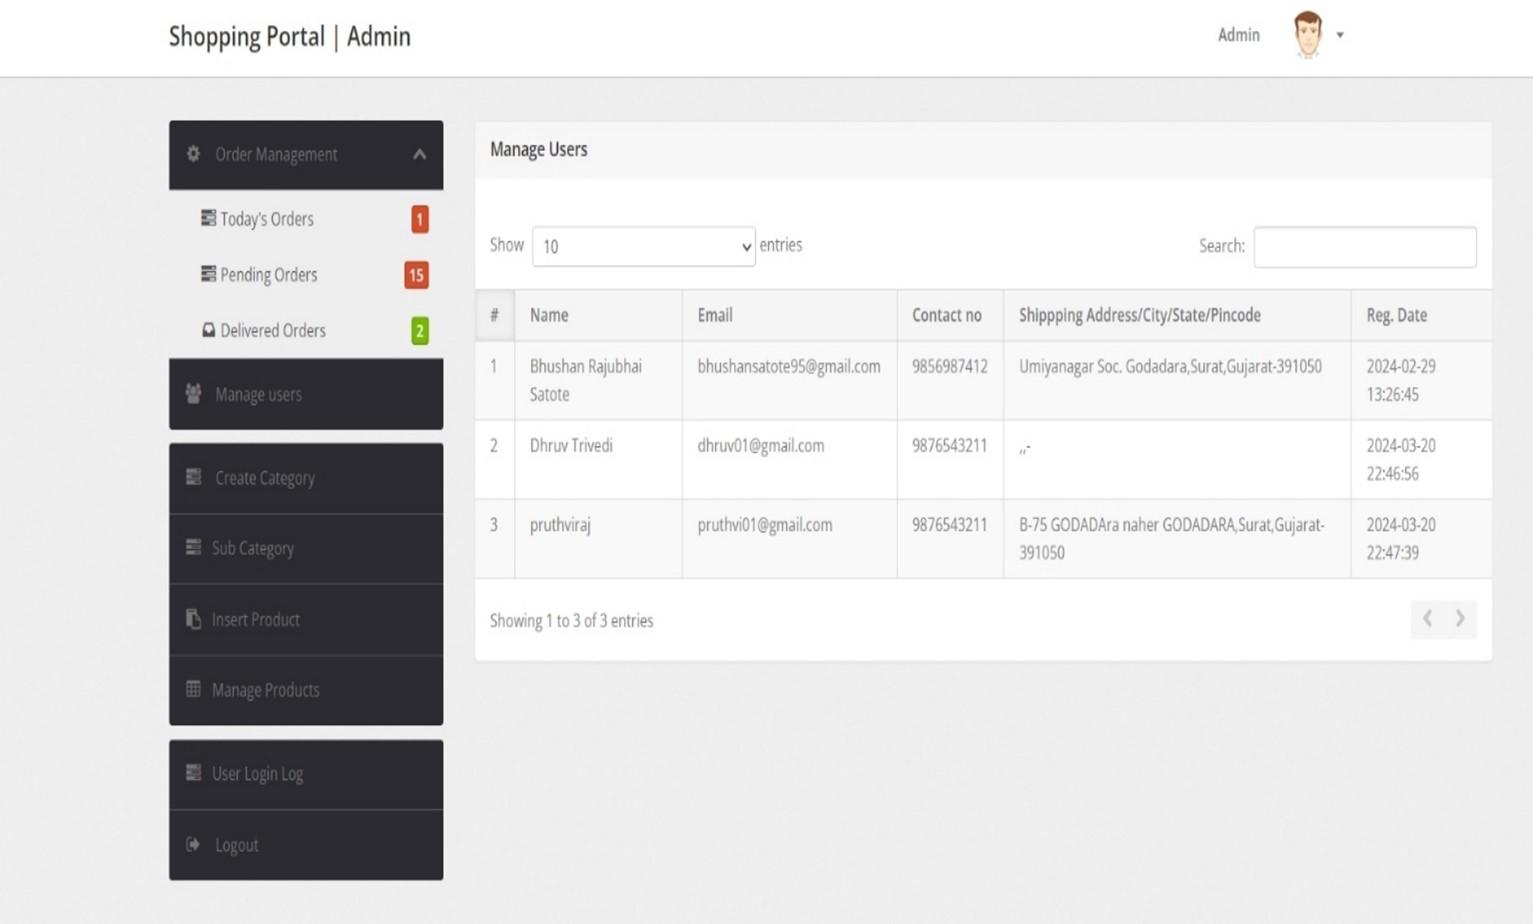 Shopping Portal | Admin
Admin
Order Management
Today's Orders 1
Pending Orders 15
Delivered Orders 2
Manage users
Create Category
Sub Category
Insert Product
Manage Products
User Login Log
Logout
Manage Users
Show 10 entries Search:
# Name Email Contact no Shippping Address/City/State/Pincode Reg. Date
1 Bhushan Rajubhai bhushansatote95@gmail.com 9856987412 Umiyanagar Soc. Godadara,Surat,Gujarat-391050 2024-02-29
Satote 13:26:45
2 Dhruv Trivedi dhruv01@gmail.com 9876543211 ,,- 2024-03-20
22:46:56
3 pruthviraj pruthvi01@gmail.com 9876543211 B-75 GODADAra naher GODADARA,Surat,Gujarat- 2024-03-20
391050 22:47:39
Showing 1 to 3 of 3 entries